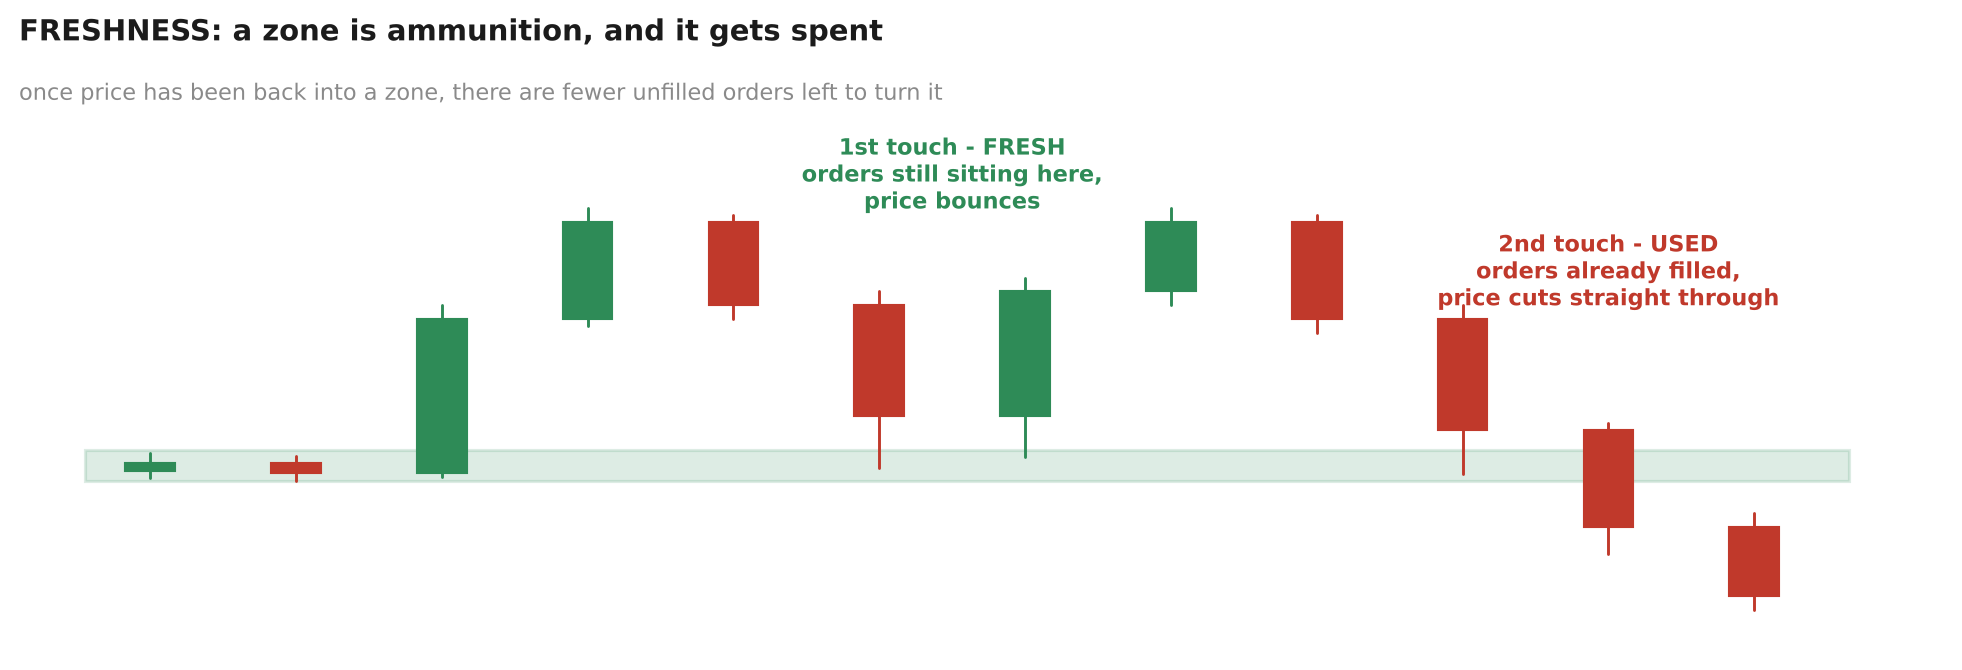 FRESHNESS: a zone is ammunition, and it gets spent
once price has been back into a zone, there are fewer unfilled orders left to turn it
1st touch - FRESH
orders still sitting here,
price bounces
2nd touch - USED
orders already filled,
price cuts straight through